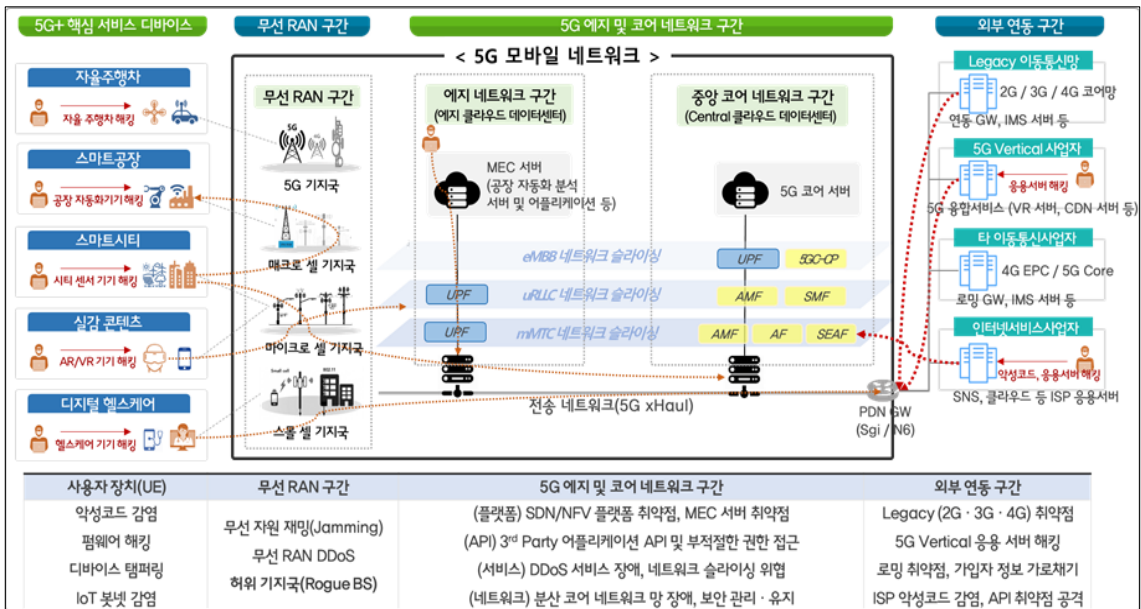 5G+ 핵심 서비스 디바이스
무선 RAN 구간
5G 에지 및 코어 네트워크 구간
외부 연동 구간
< 5G 모바일 네트워크 >
자율주행차
자율 주행차 해킹
스마트공장
공장 자동화기기 해킹
스마트시티
시티 센서 기기 해킹
실감 콘텐츠
AR/VR 기기 해킹
디지털 헬스케어
헬스케어 기기 해킹
무선 RAN 구간
5G
4G
5G 기지국
매크로 셀 기지국
마이크로 셀 기지국
Small cell
802.11
스몰 셀 기지국
에지 네트워크 구간
(에지 클라우드 데이터센터)
MEC 서버
(공장 자동화 분석
서버 및 어플리케이션 등)
중앙 코어 네트워크 구간
(Central 클라우드 데이터센터)
5G 코어 서버
eMBB 네트워크 슬라이싱
UPF
5GC-CP
UPF
uRLLC 네트워크 슬라이싱
AMF
SMF
UPF
mMTC 네트워크 슬라이싱
AMF
AF
SEAF
전송 네트워크(5G xHaul)
PDN GW
(Sgi / N6)
Legacy 이동통신망
2G / 3G / 4G 코어망
연동 GW, IMS 서버 등
5G Vertical 사업자
응용서버 해킹
5G 융합서비스 (VR 서버, CDN 서버 등)
타 이동통신사업자
4G EPC / 5G Core
로밍 GW, IMS 서버 등
인터넷서비스사업자
악성코드, 응용서버 해킹
SNS, 클라우드 등 ISP 응용서버
사용자 장치(UE)
무선 RAN 구간
5G 에지 및 코어 네트워크 구간
외부 연동 구간
악성코드 감염
펌웨어 해킹
디바이스 탬퍼링
IoT 봇넷 감염
무선 자원 재밍(Jamming)
무선 RAN DDoS
허위 기지국(Rogue BS)
(플랫폼) SDN/NFV 플랫폼 취약점, MEC 서버 취약점
(API) 3rd Party 어플리케이션 API 및 부적절한 권한 접근
(서비스) DDoS 서비스 장애, 네트워크 슬라이싱 위협
(네트워크) 분산 코어 네트워크 망 장애, 보안 관리 · 유지
Legacy (2G · 3G · 4G) 취약점
5G Vertical 응용 서버 해킹
로밍 취약점, 가입자 정보 가로채기
ISP 악성코드 감염, API 취약점 공격